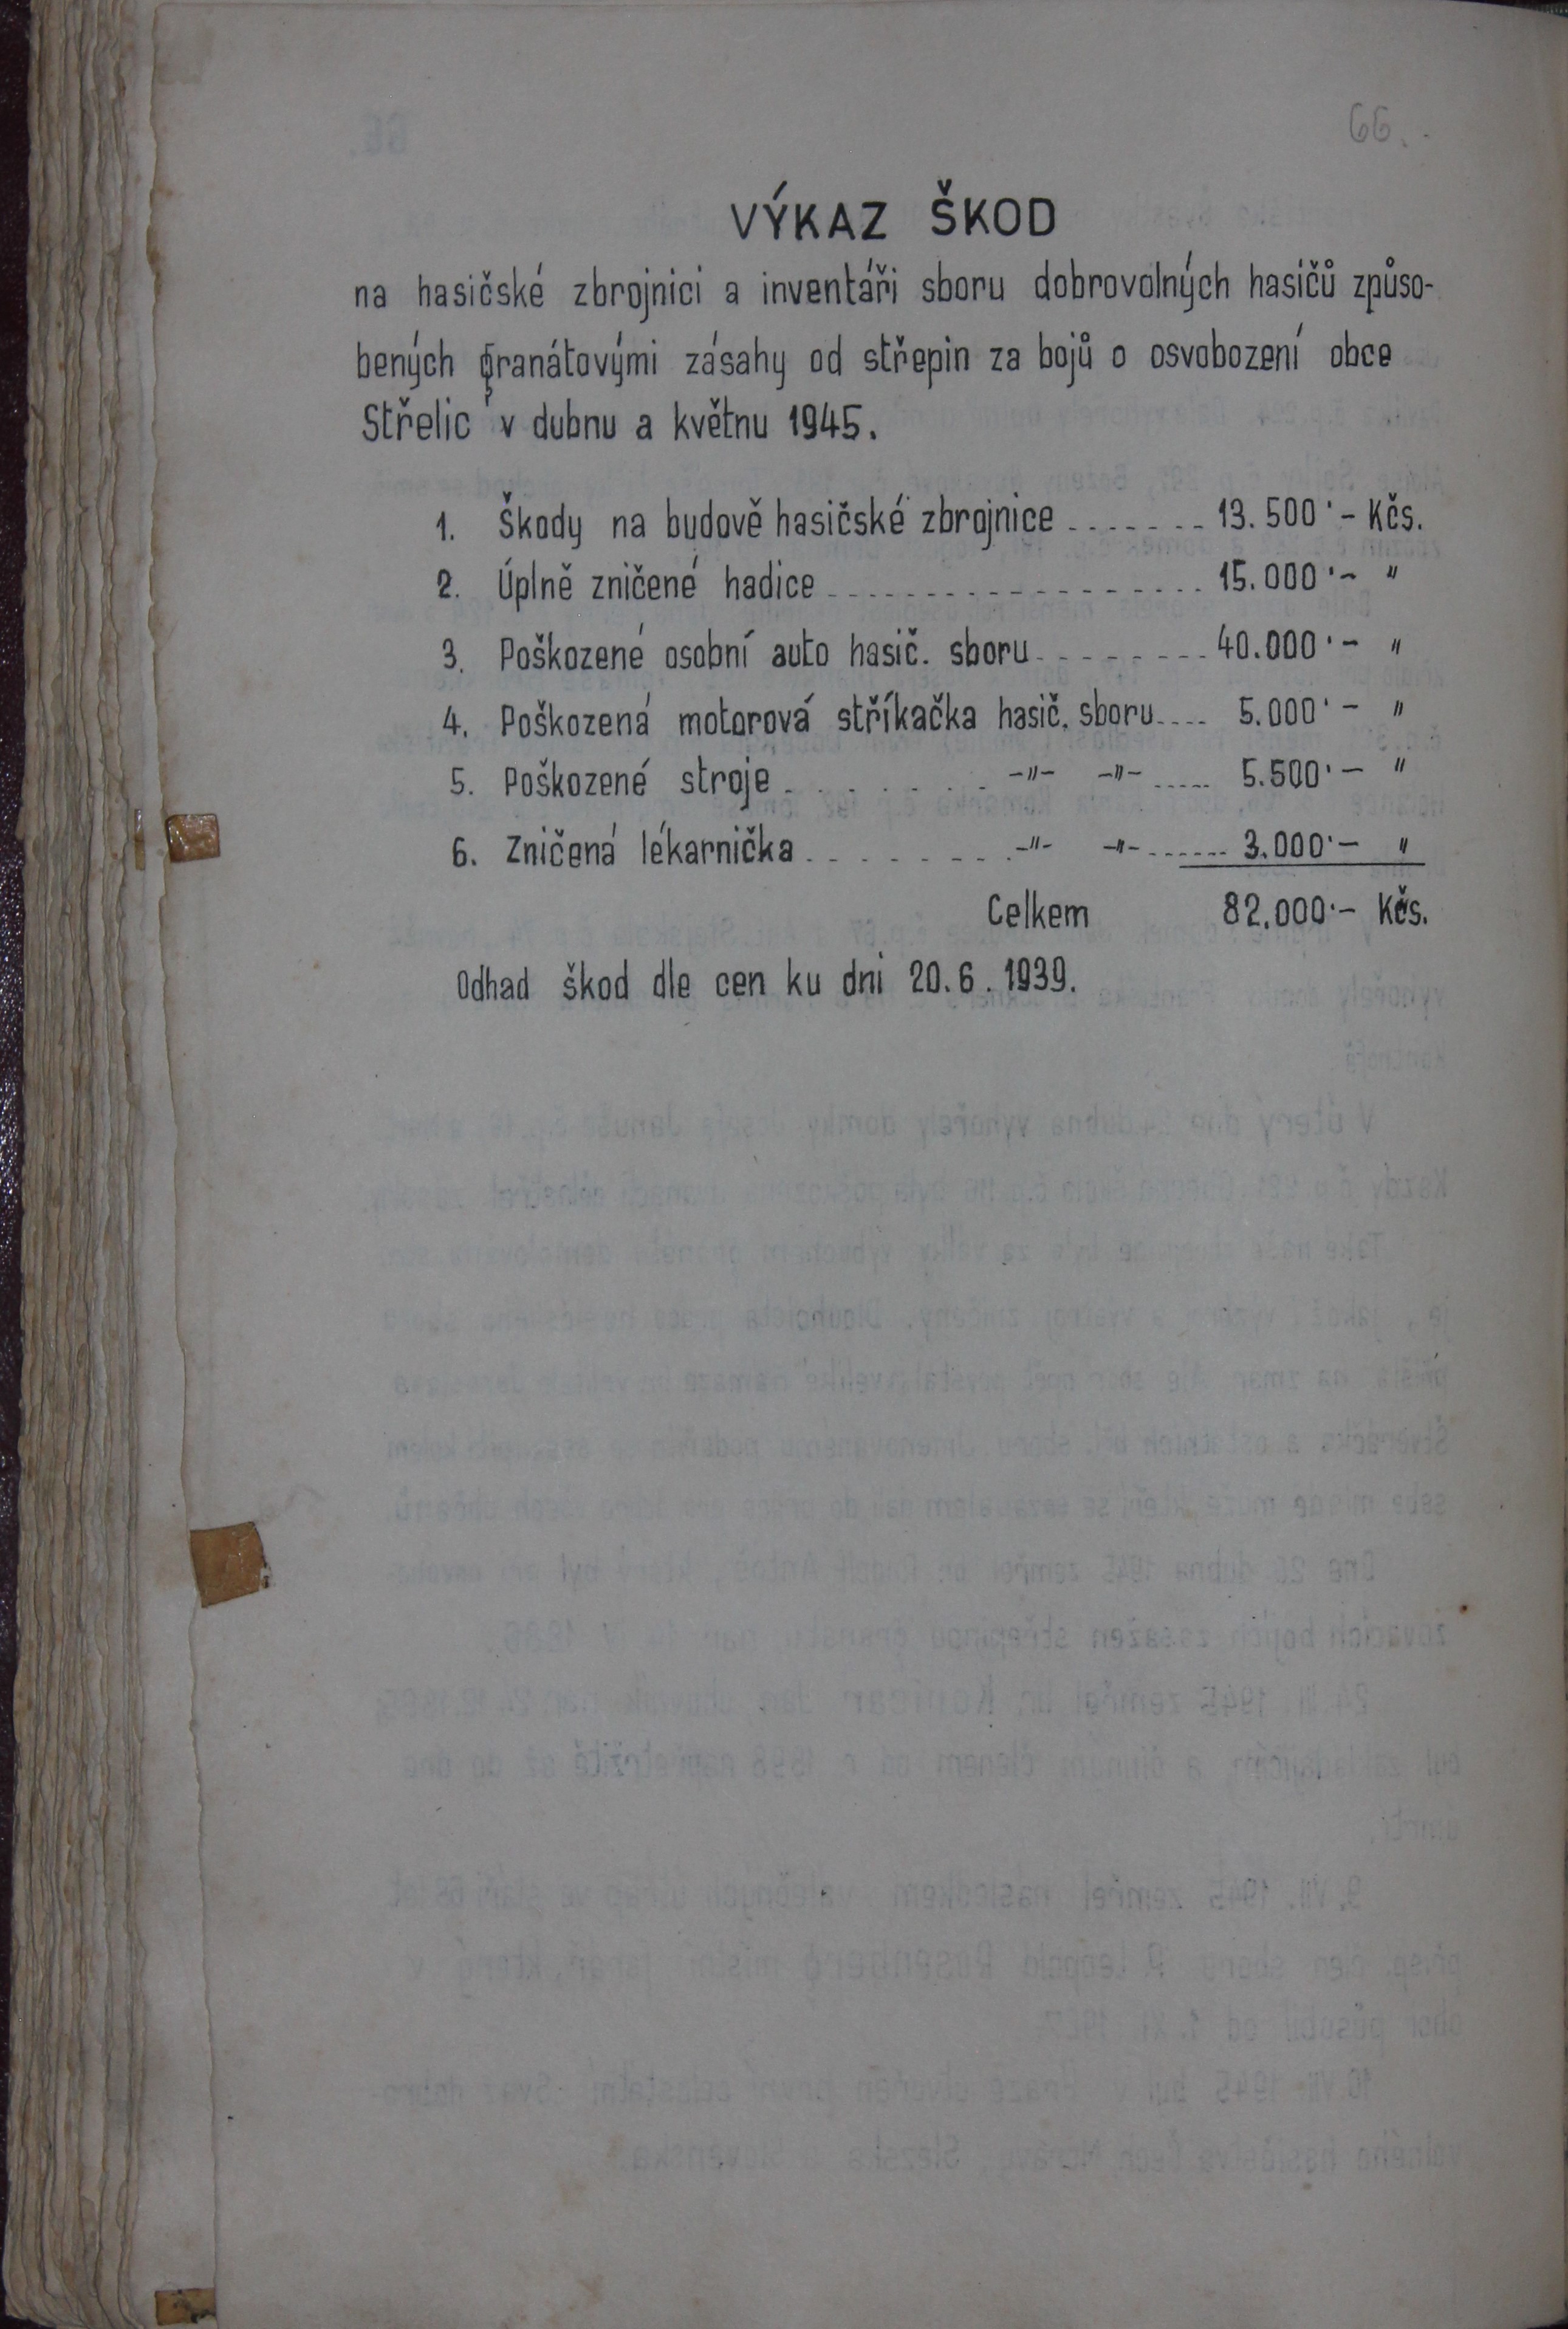 66.
VÝKAZ ŠKOD
na hasičské zbrojnici a inventáři sboru dobrovolných hasičů způso-
bených granátovými zásahy od střepin za bojů o osvobození obce
Střelic v dubnu a květnu 1945.
1. Škody na budově hasičské zbrojnice ....... 13.500·– Kčs.
2. Úplně zničené hadice .................. 15.000·– "
3. Poškozené osobní auto hasič. sboru ........ 40.000·– "
4. Poškozená motorová stříkačka hasič. sboru .... 5.000·– "
5. Poškozené stroje ........ –"– –"– ..... 5.500·– "
6. Zničená lékarnička ......... –"– –"– ...... 3.000·– "
Celkem 82.000·– Kčs.
Odhad škod dle cen ku dni 20.6.1939.